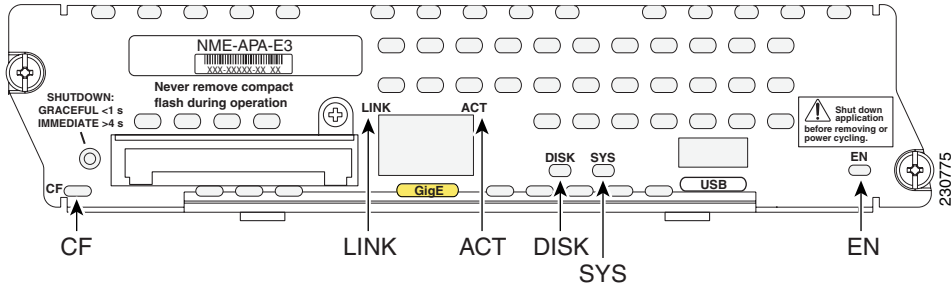 NME-APA-E3
XXX-XXXXX-XX XX
Never remove compact
flash during operation
SHUTDOWN:
GRACEFUL <1 s
IMMEDIATE >4 s
LINK
ACT
Shut down
application
before removing or
power cycling.
CF
DISK
SYS
EN
GigE
USB
230775
CF
LINK
ACT
DISK
SYS
EN